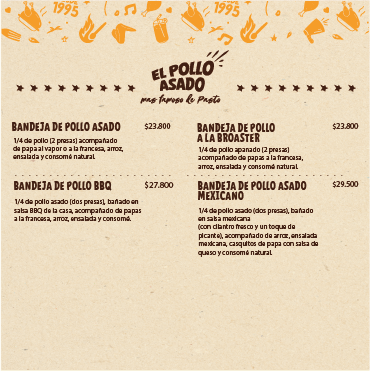 1995
1995
EL POLLO
ASADO
mas famoso de Pasto
BANDEJA DE POLLO ASADO $23.800
1/4 de pollo (2 presas) acompañado
de papa al vapor o a la francesa, arroz,
ensalada y consomé natural.
BANDEJA DE POLLO
A LA BROASTER $23.800
1/4 de pollo apanado (2 presas)
acompañado de papas a la francesa,
arroz, ensalada y consomé natural.
BANDEJA DE POLLO BBQ $27.800
1/4 de pollo asado (dos presas), bañado en
salsa BBQ de la casa, acompañado de papas
a la francesa, arroz, ensalada y consomé.
BANDEJA DE POLLO ASADO
MEXICANO $29.500
1/4 de pollo asado (dos presas), bañado
en salsa mexicana
(con cilantro fresco y un toque de
picante), acompañado de arroz, ensalada
mexicana, casquitos de papa con salsa de
queso y consomé natural.